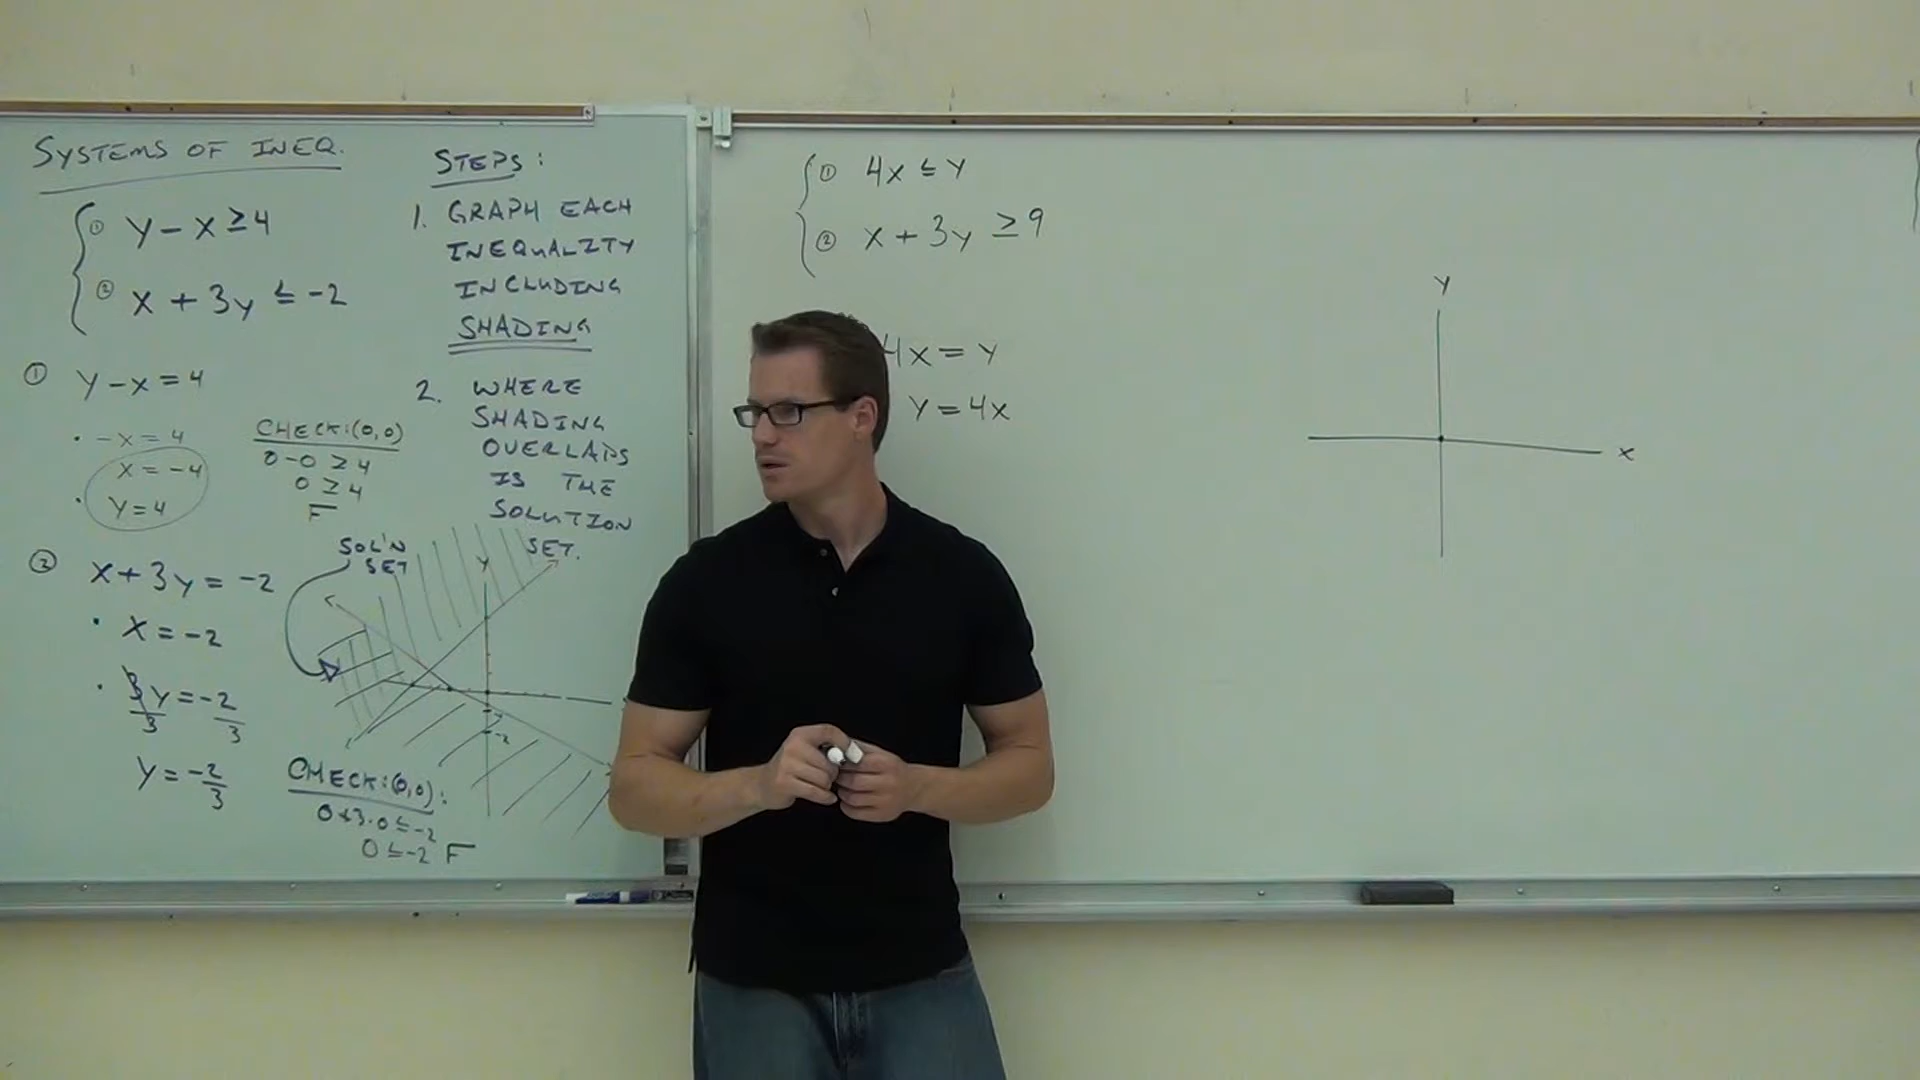 SYSTEMS OF INEQ.
① y - x ≥ 4
② x + 3y ≤ -2
① y - x = 4
• -x = 4
x = -4
• y = 4
CHECK: (0,0)
0 - 0 ≥ 4
0 ≥ 4
F
② x + 3y = -2
• x = -2
• 3y = -2
3 3
y = -2/3
CHECK: (0,0):
0 + 3·0 ≤ -2
0 ≤ -2 F
STEPS:
1. GRAPH EACH
INEQUALITY
INCLUDING
SHADING
2. WHERE
SHADING
OVERLAPS
IS THE
SOLUTION
SET.
SOL'N
SET
y
-2
① 4x ≤ y
② x + 3y ≥ 9
4x = y
y = 4x
y
x